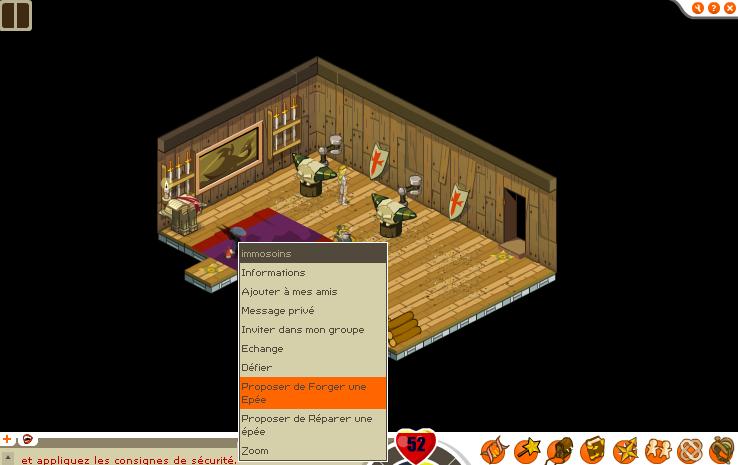 immosoins
Informations
Ajouter à mes amis
Message privé
Inviter dans mon groupe
Echange
Défier
Proposer de Forger une
Epée
Proposer de Réparer une
épée
Zoom
52
et appliquez les consignes de sécurité.